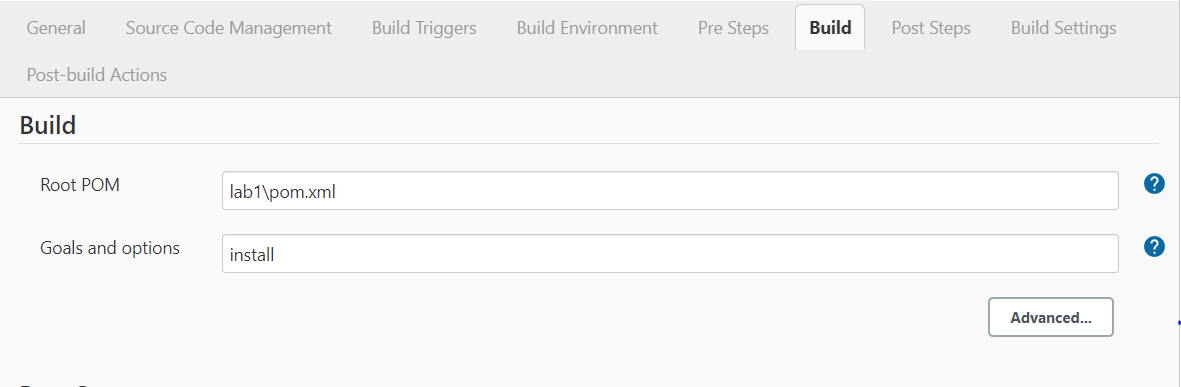 General Source Code Management Build Triggers Build Environment Pre Steps Build Post Steps Build Settings
Post-build Actions
Build
Root POM lab1\pom.xml
Goals and options install
Advanced...